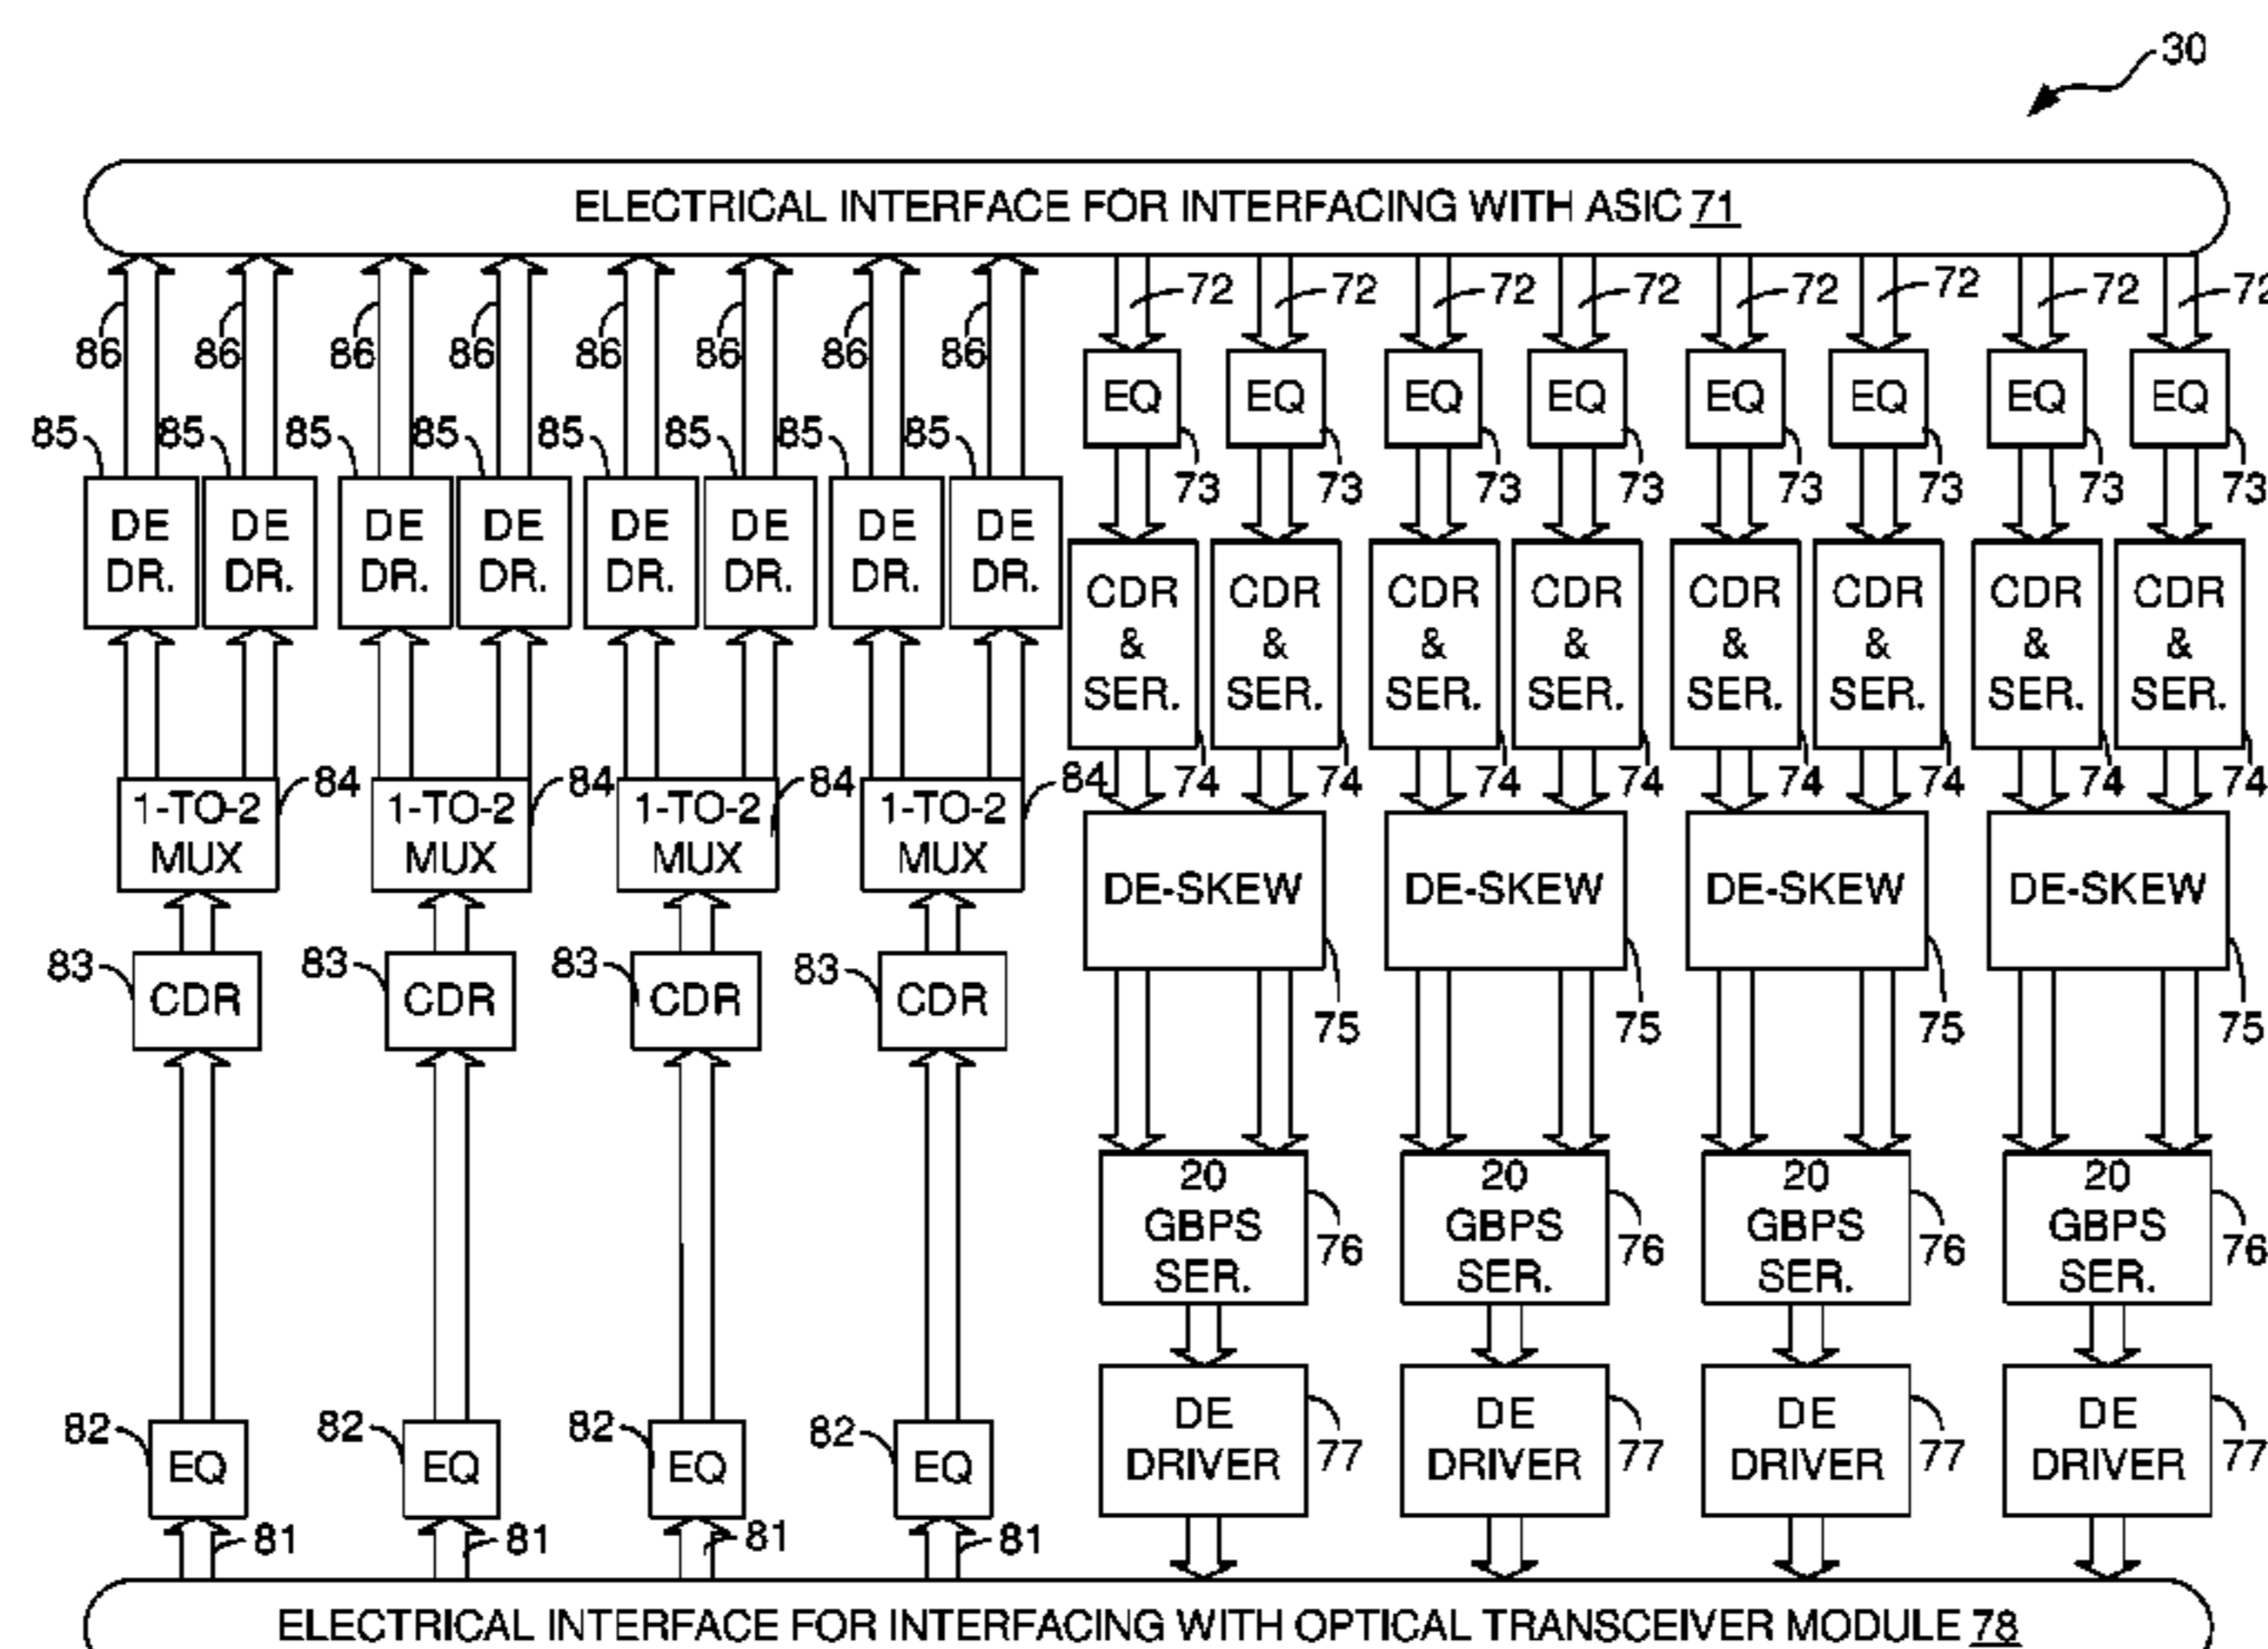 30
ELECTRICAL INTERFACE FOR INTERFACING WITH ASIC 71
72 72 72 72 72 72 72 72
86 86 86 86 86 86 86 86
EQ EQ EQ EQ EQ EQ EQ EQ
85 85 85 85 85 85 85 85
73 73 73 73 73 73 73 73
DE DE DE DE DE DE DE DE
DR. DR. DR. DR. DR. DR. DR. DR.
CDR CDR CDR CDR CDR CDR CDR CDR
& & & & & & & &
SER. SER. SER. SER. SER. SER. SER. SER.
84 84 84 84 74 74 74 74 74 74 74 74
1-TO-2 1-TO-2 1-TO-2 1-TO-2
MUX MUX MUX MUX
DE-SKEW DE-SKEW DE-SKEW DE-SKEW
83 83 83 83
CDR CDR CDR CDR
75 75 75 75
20 20 20 20
GBPS GBPS GBPS GBPS
76 76 76 76
SER. SER. SER. SER.
82 82 82 82
DE DE DE DE
EQ EQ EQ EQ
DRIVER DRIVER DRIVER DRIVER
77 77 77 77
81 81 81 81
ELECTRICAL INTERFACE FOR INTERFACING WITH OPTICAL TRANSCEIVER MODULE 78